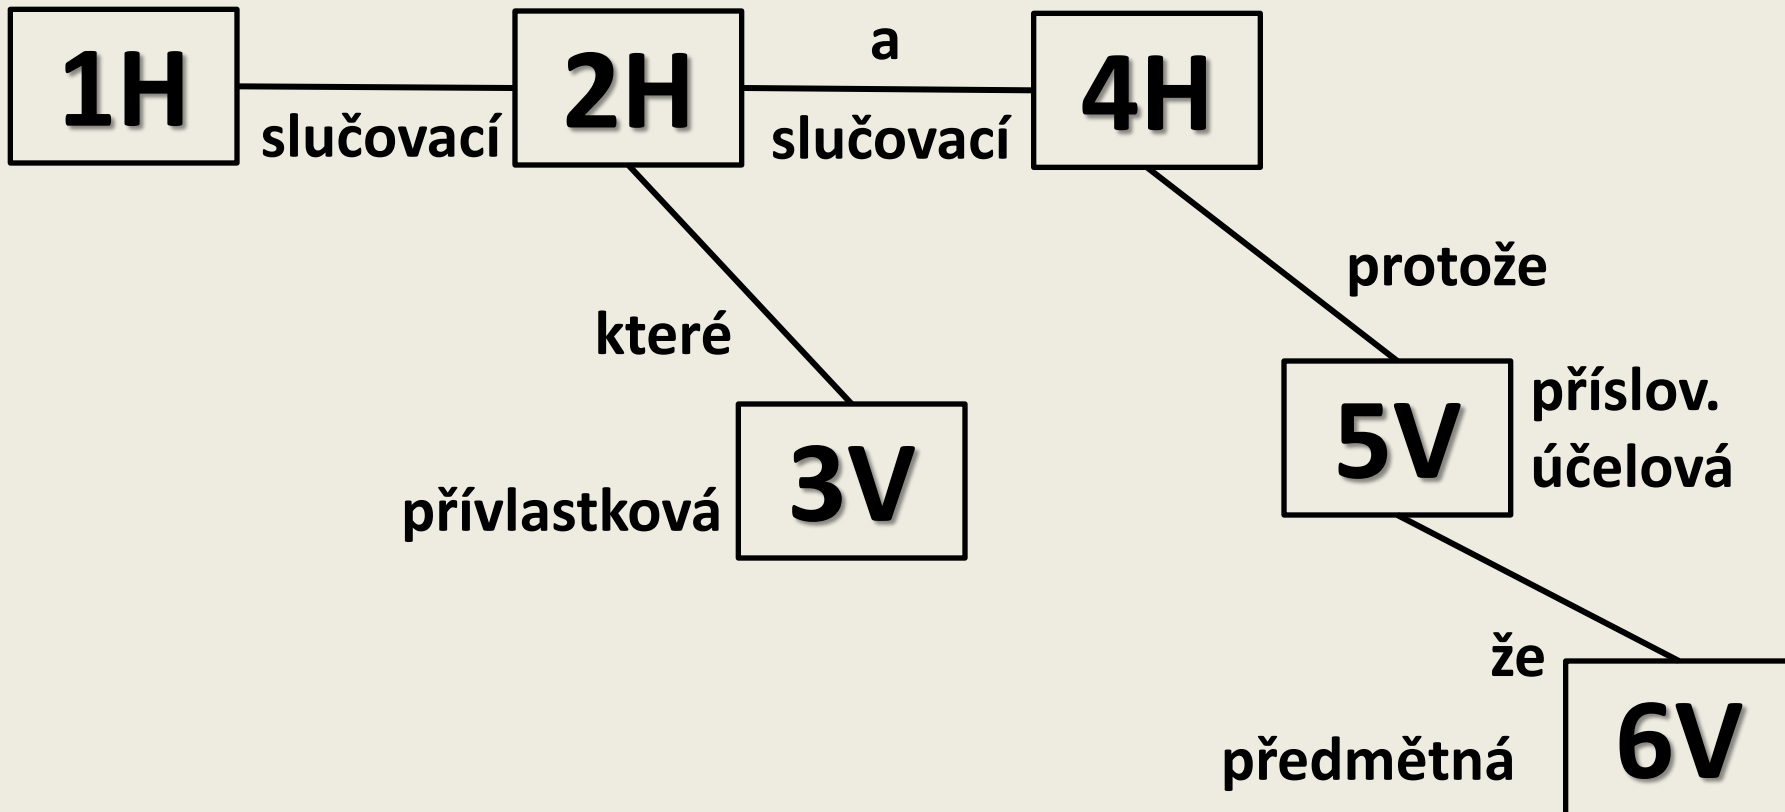 1H
slučovací
2H
a
slučovací
4H
které
přívlastková
3V
protože
5V
příslov.
účelová
že
předmětná
6V